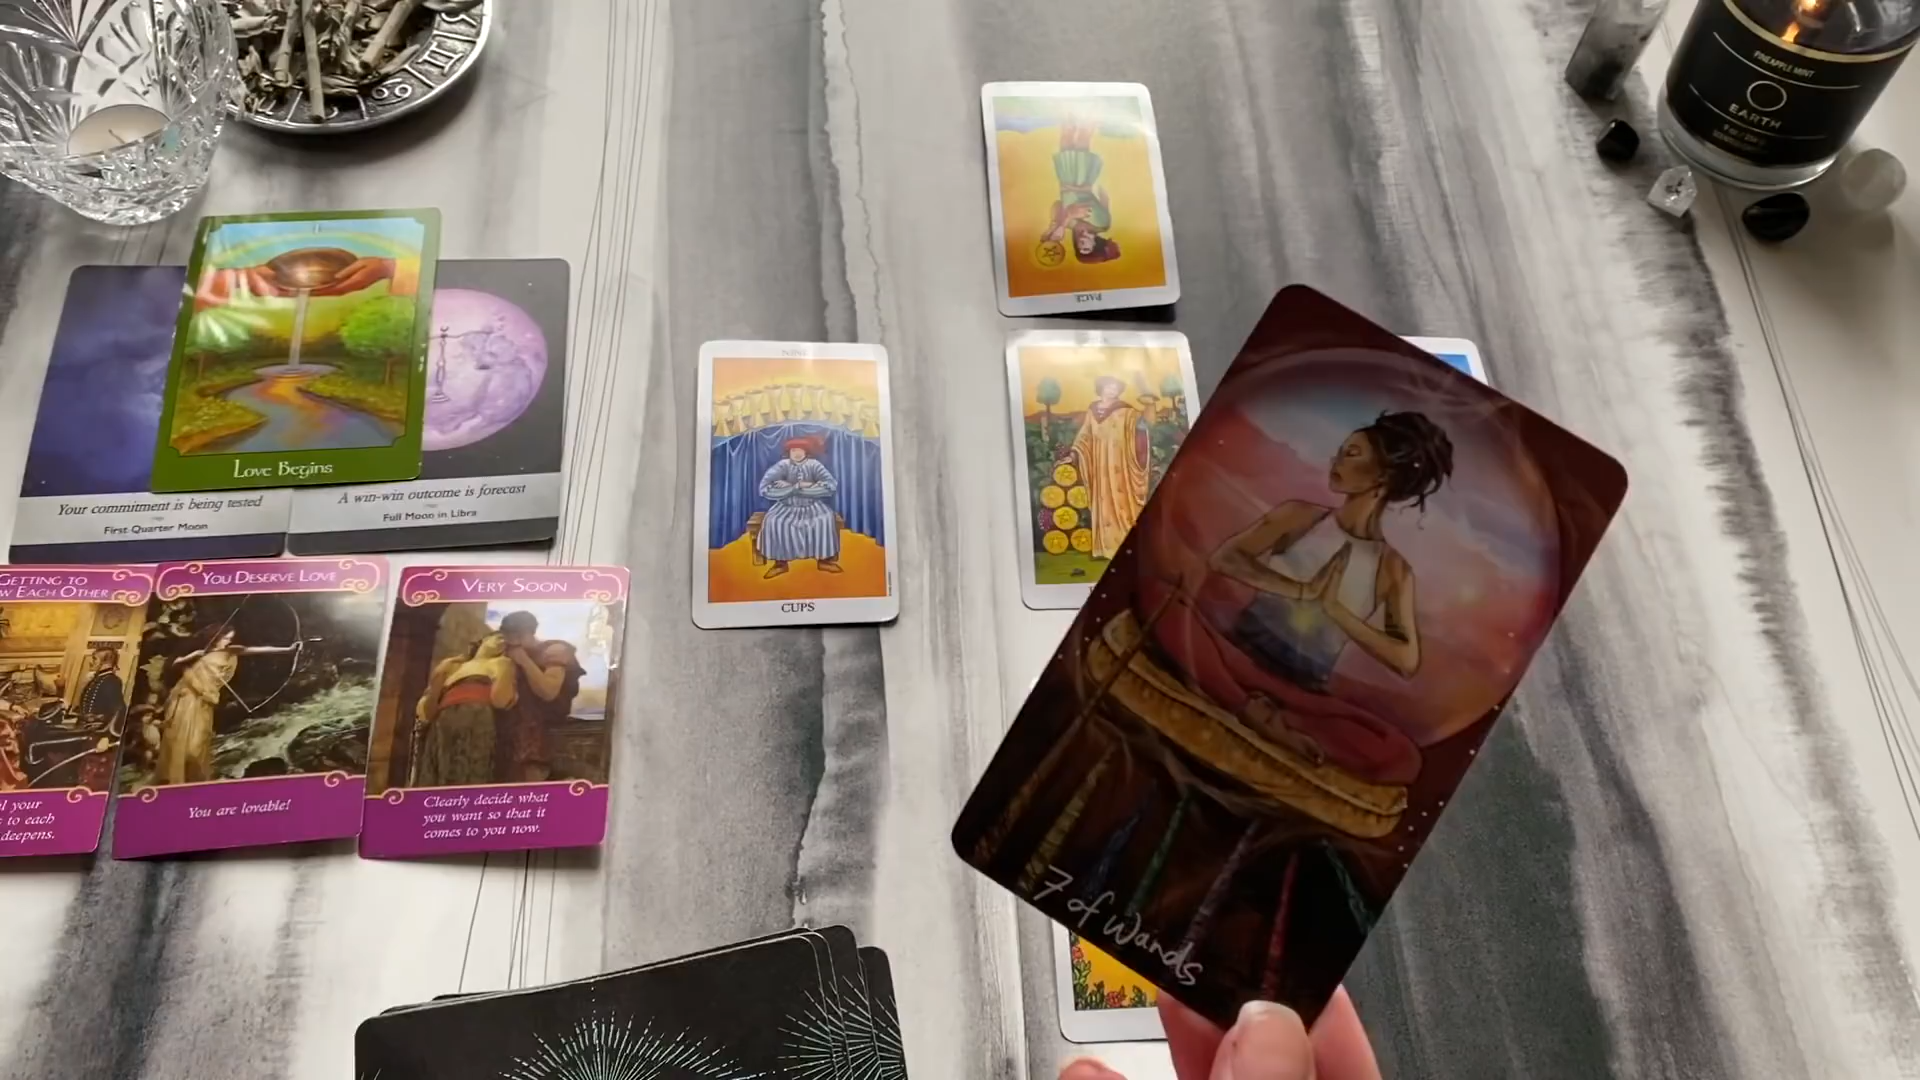 PINEAPPLE MINT
EARTH
PAGE
Love Begins
Your commitment is being tested
First Quarter Moon
A win-win outcome is forecast
Full Moon in Libra
NINE
CUPS
GETTING TO
EACH OTHER
your
s to each
deepens.
YOU DESERVE LOVE
You are lovable!
VERY SOON
Clearly decide what
you want so that it
comes to you now.
7 of Wands